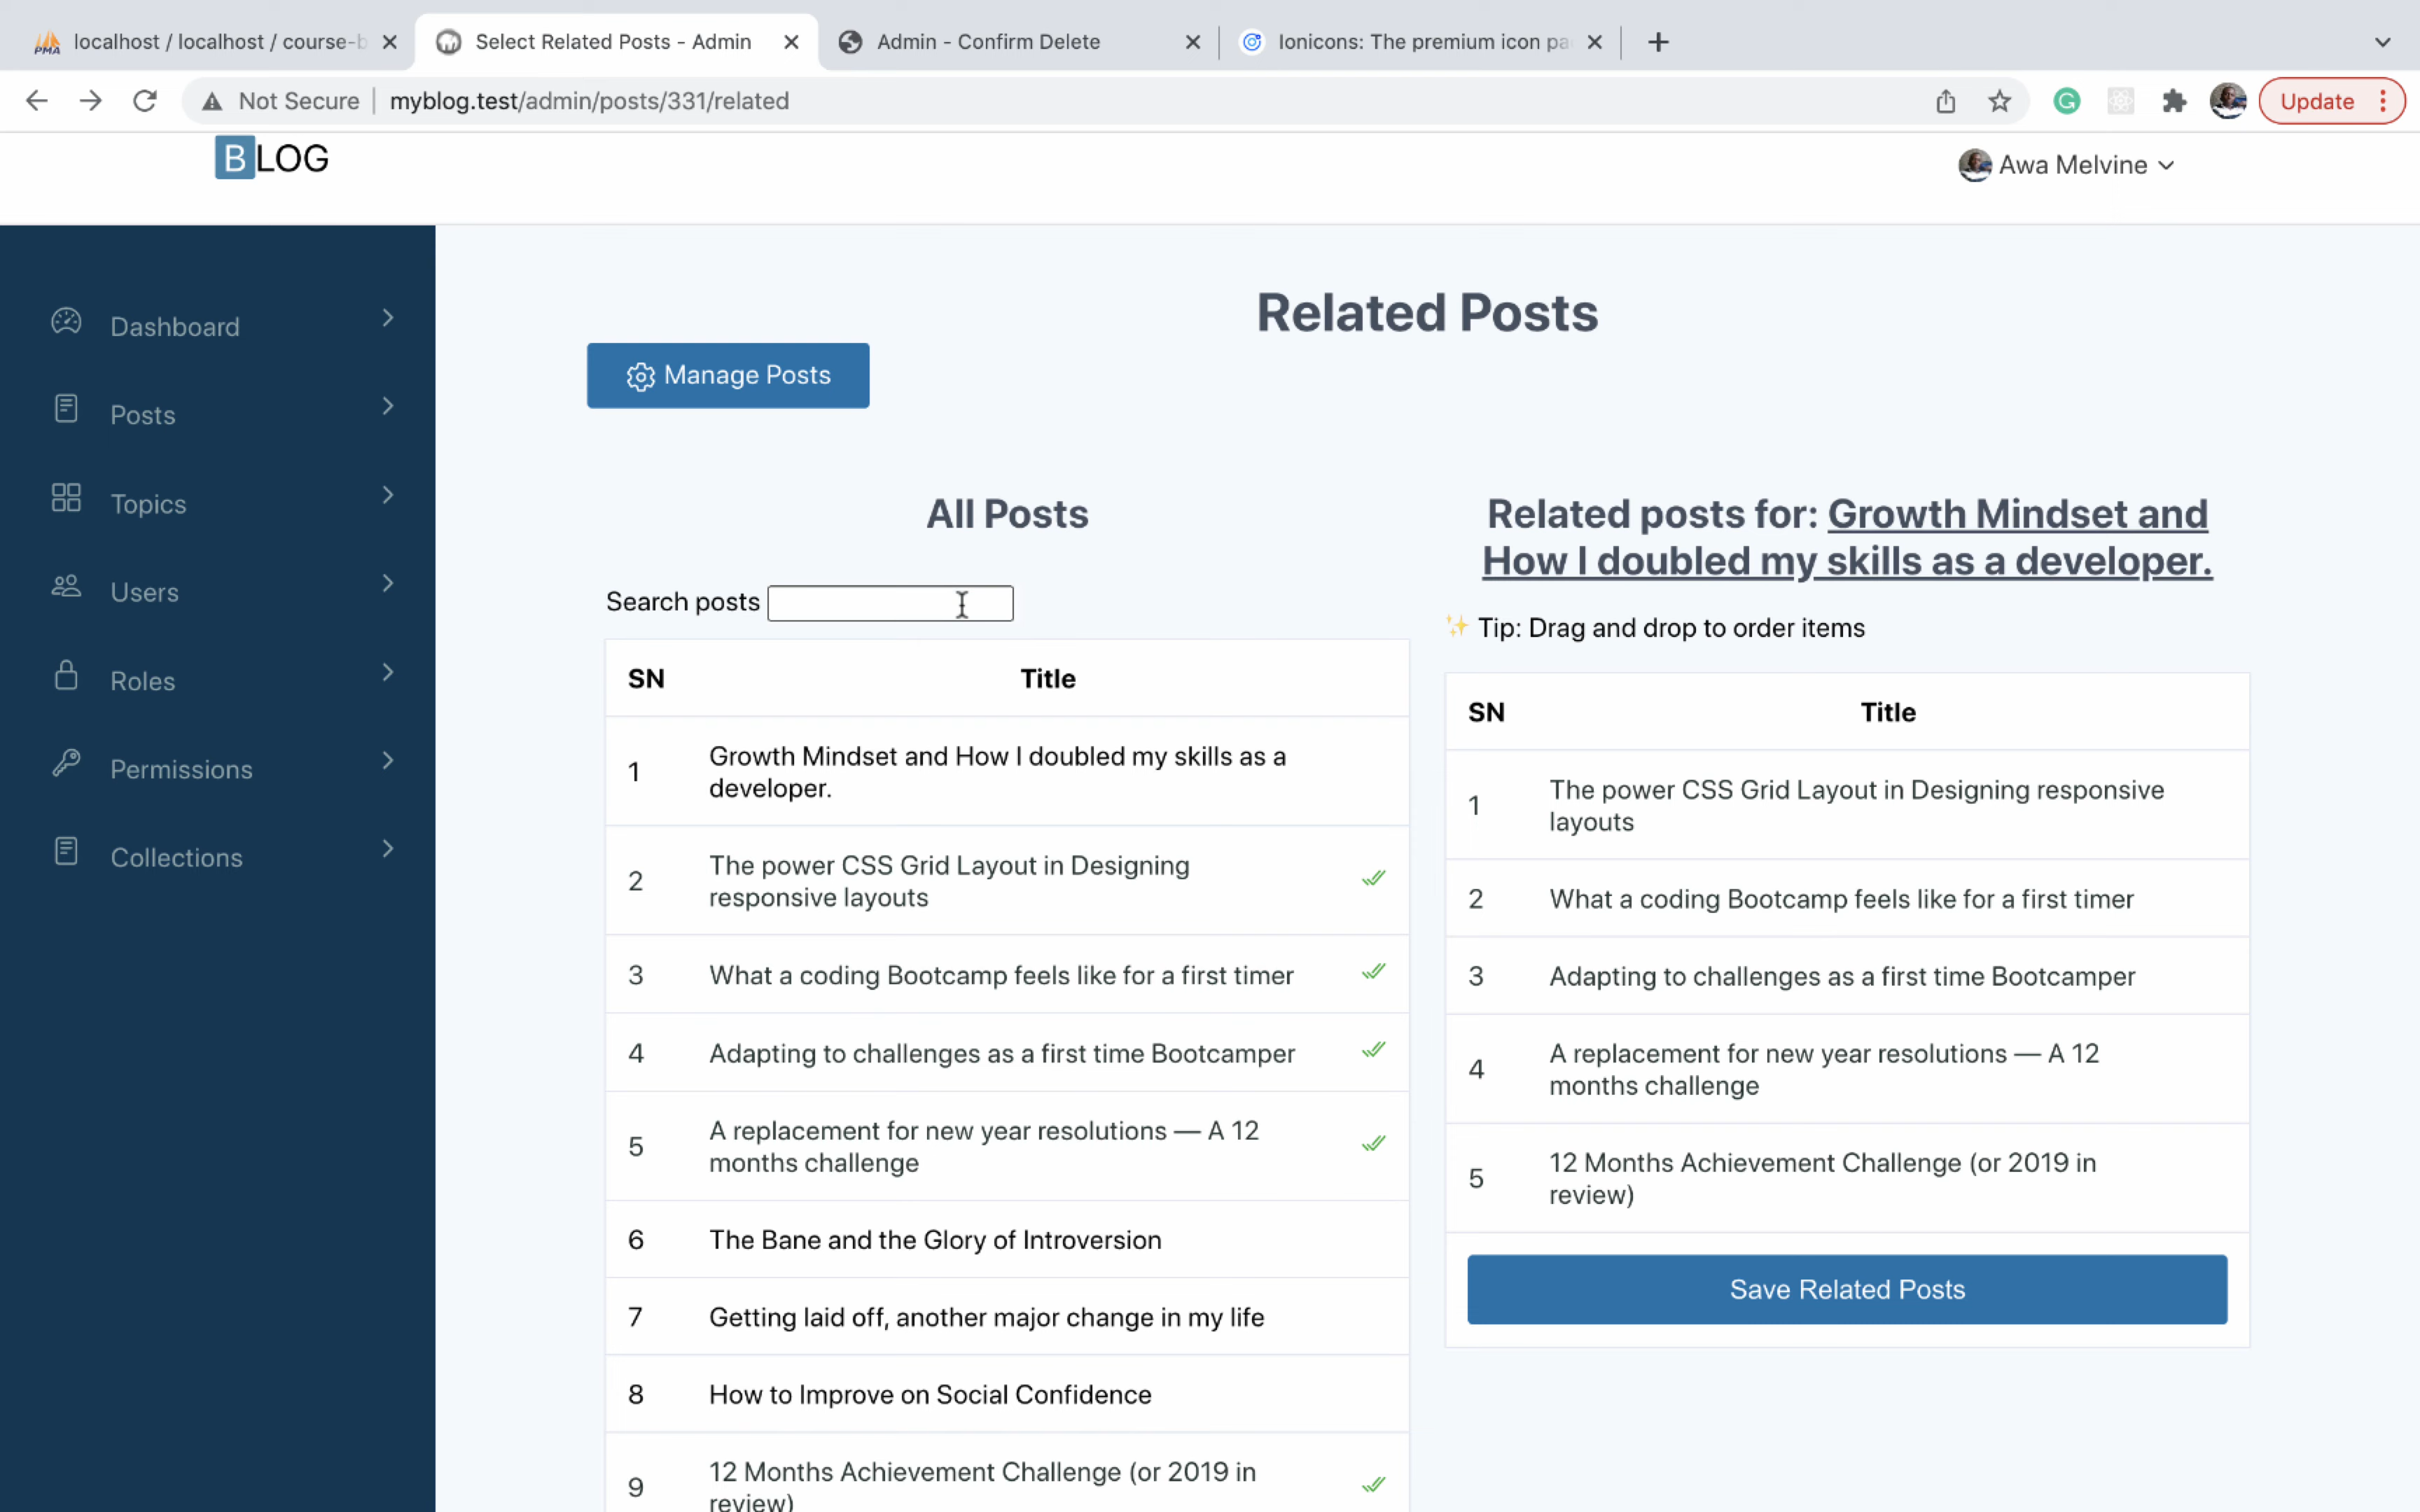 localhost / localhost / course-b
Select Related Posts - Admin
Admin - Confirm Delete
Ionicons: The premium icon pa
Not Secure
myblog.test/admin/posts/331/related
Update
BLOG
Awa Melvine
Dashboard
Posts
Topics
Users
Roles
Permissions
Collections
Related Posts
Manage Posts
All Posts
Search posts
SN Title
1 Growth Mindset and How I doubled my skills as a
developer.
2 The power CSS Grid Layout in Designing
responsive layouts
3 What a coding Bootcamp feels like for a first timer
4 Adapting to challenges as a first time Bootcamper
5 A replacement for new year resolutions — A 12
months challenge
6 The Bane and the Glory of Introversion
7 Getting laid off, another major change in my life
8 How to Improve on Social Confidence
9 12 Months Achievement Challenge (or 2019 in
review)
Related posts for: Growth Mindset and
How I doubled my skills as a developer.
✨ Tip: Drag and drop to order items
SN Title
1 The power CSS Grid Layout in Designing responsive
layouts
2 What a coding Bootcamp feels like for a first timer
3 Adapting to challenges as a first time Bootcamper
4 A replacement for new year resolutions — A 12
months challenge
5 12 Months Achievement Challenge (or 2019 in
review)
Save Related Posts